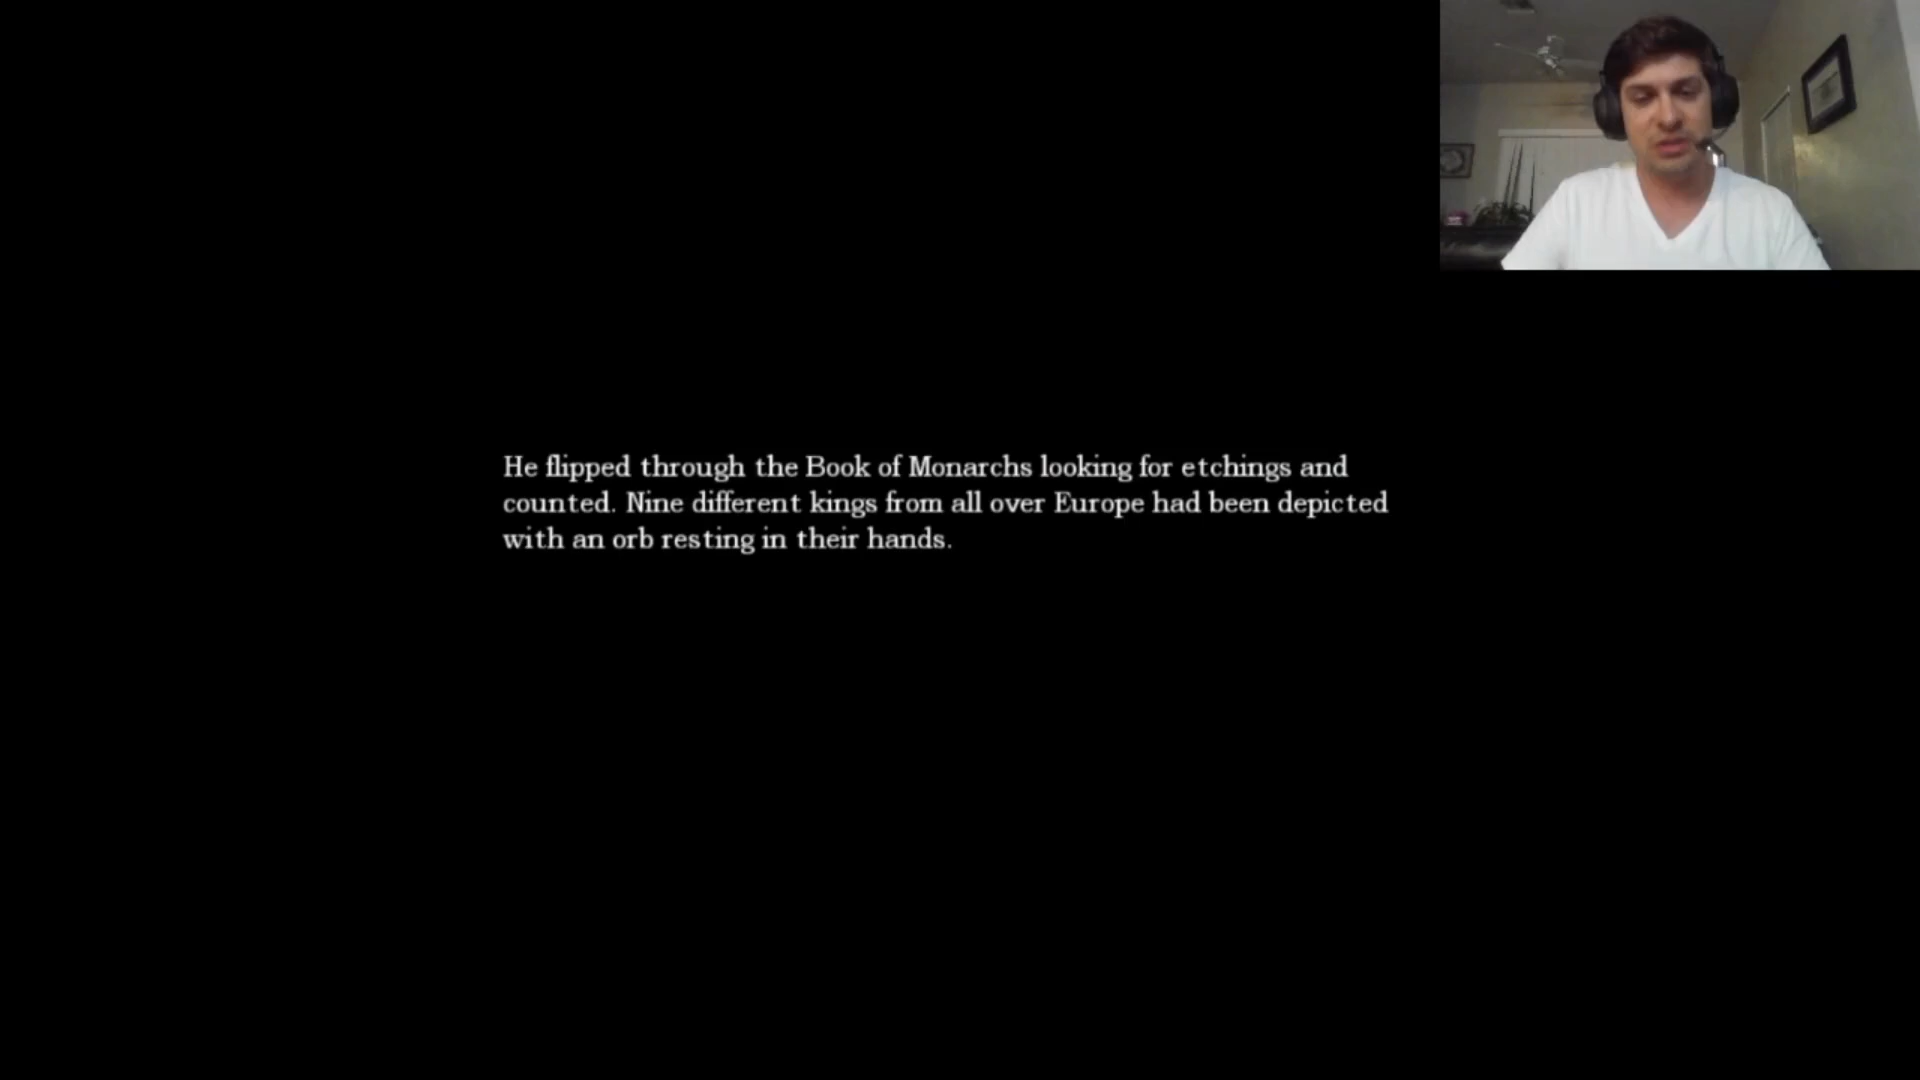 He flipped through the Book of Monarchs looking for etchings and
counted. Nine different kings from all over Europe had been depicted
with an orb resting in their hands.